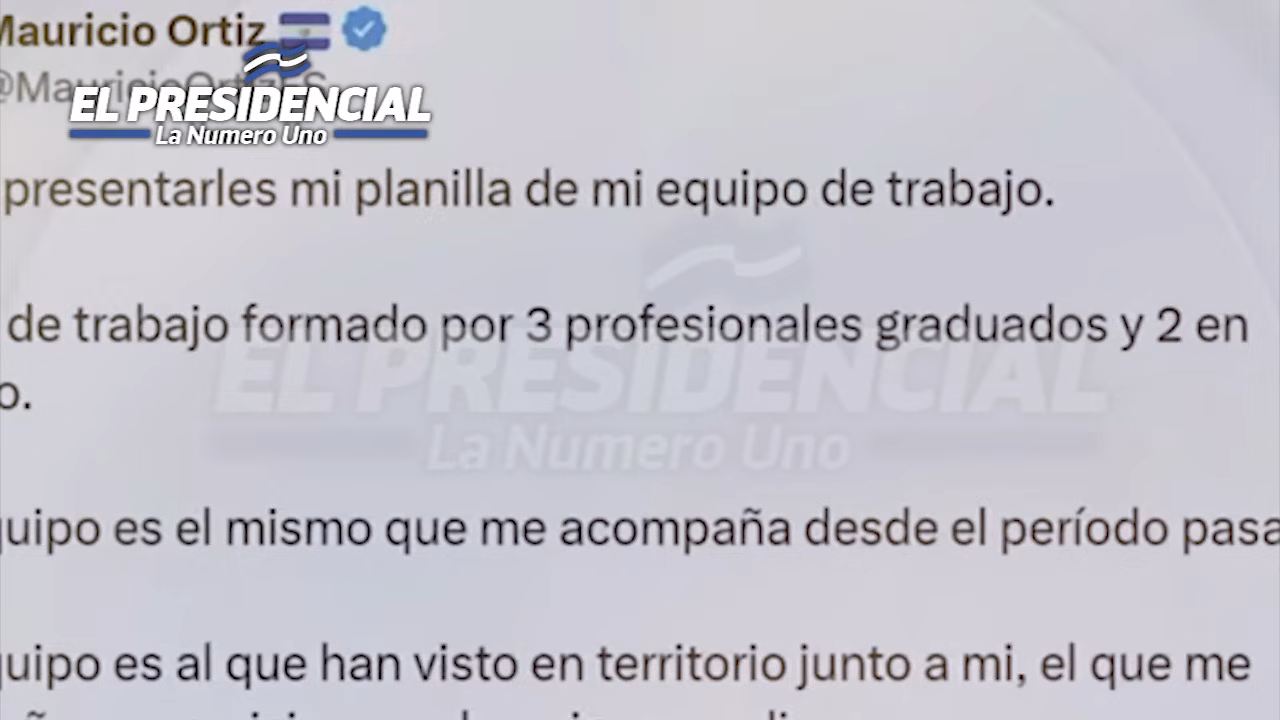 Mauricio Ortiz
EL PRESIDENCIAL
La Numero Uno
presentarles mi planilla de mi equipo de trabajo.
de trabajo formado por 3 profesionales graduados y 2 en
o.
EL PRESIDENCIAL
La Numero Uno
quipo es el mismo que me acompaña desde el período pasa
quipo es al que han visto en territorio junto a mi, el que me